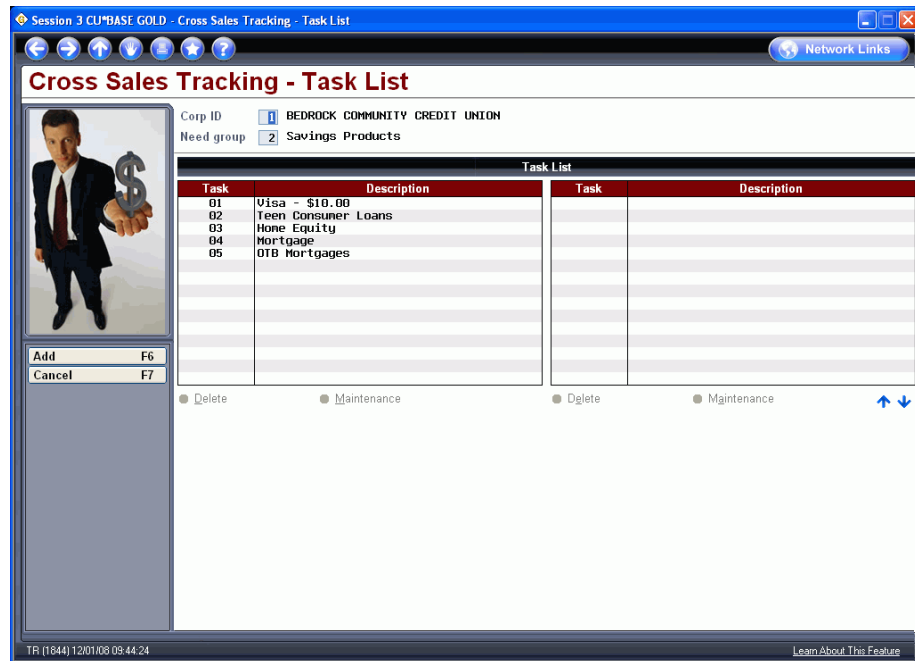 Session 3 CU*BASE GOLD - Cross Sales Tracking - Task List
Network Links
Cross Sales Tracking - Task List
Corp ID 1 BEDROCK COMMUNITY CREDIT UNION
Need group 2 Savings Products
Task List
Task Description Task Description
01 Visa - $10.00
02 Teen Consumer Loans
03 Home Equity
04 Mortgage
05 OTB Mortgages
Add F6
Cancel F7
Delete Maintenance Delete Maintenance
TR (1844) 12/01/08 09:44:24 Learn About This Feature